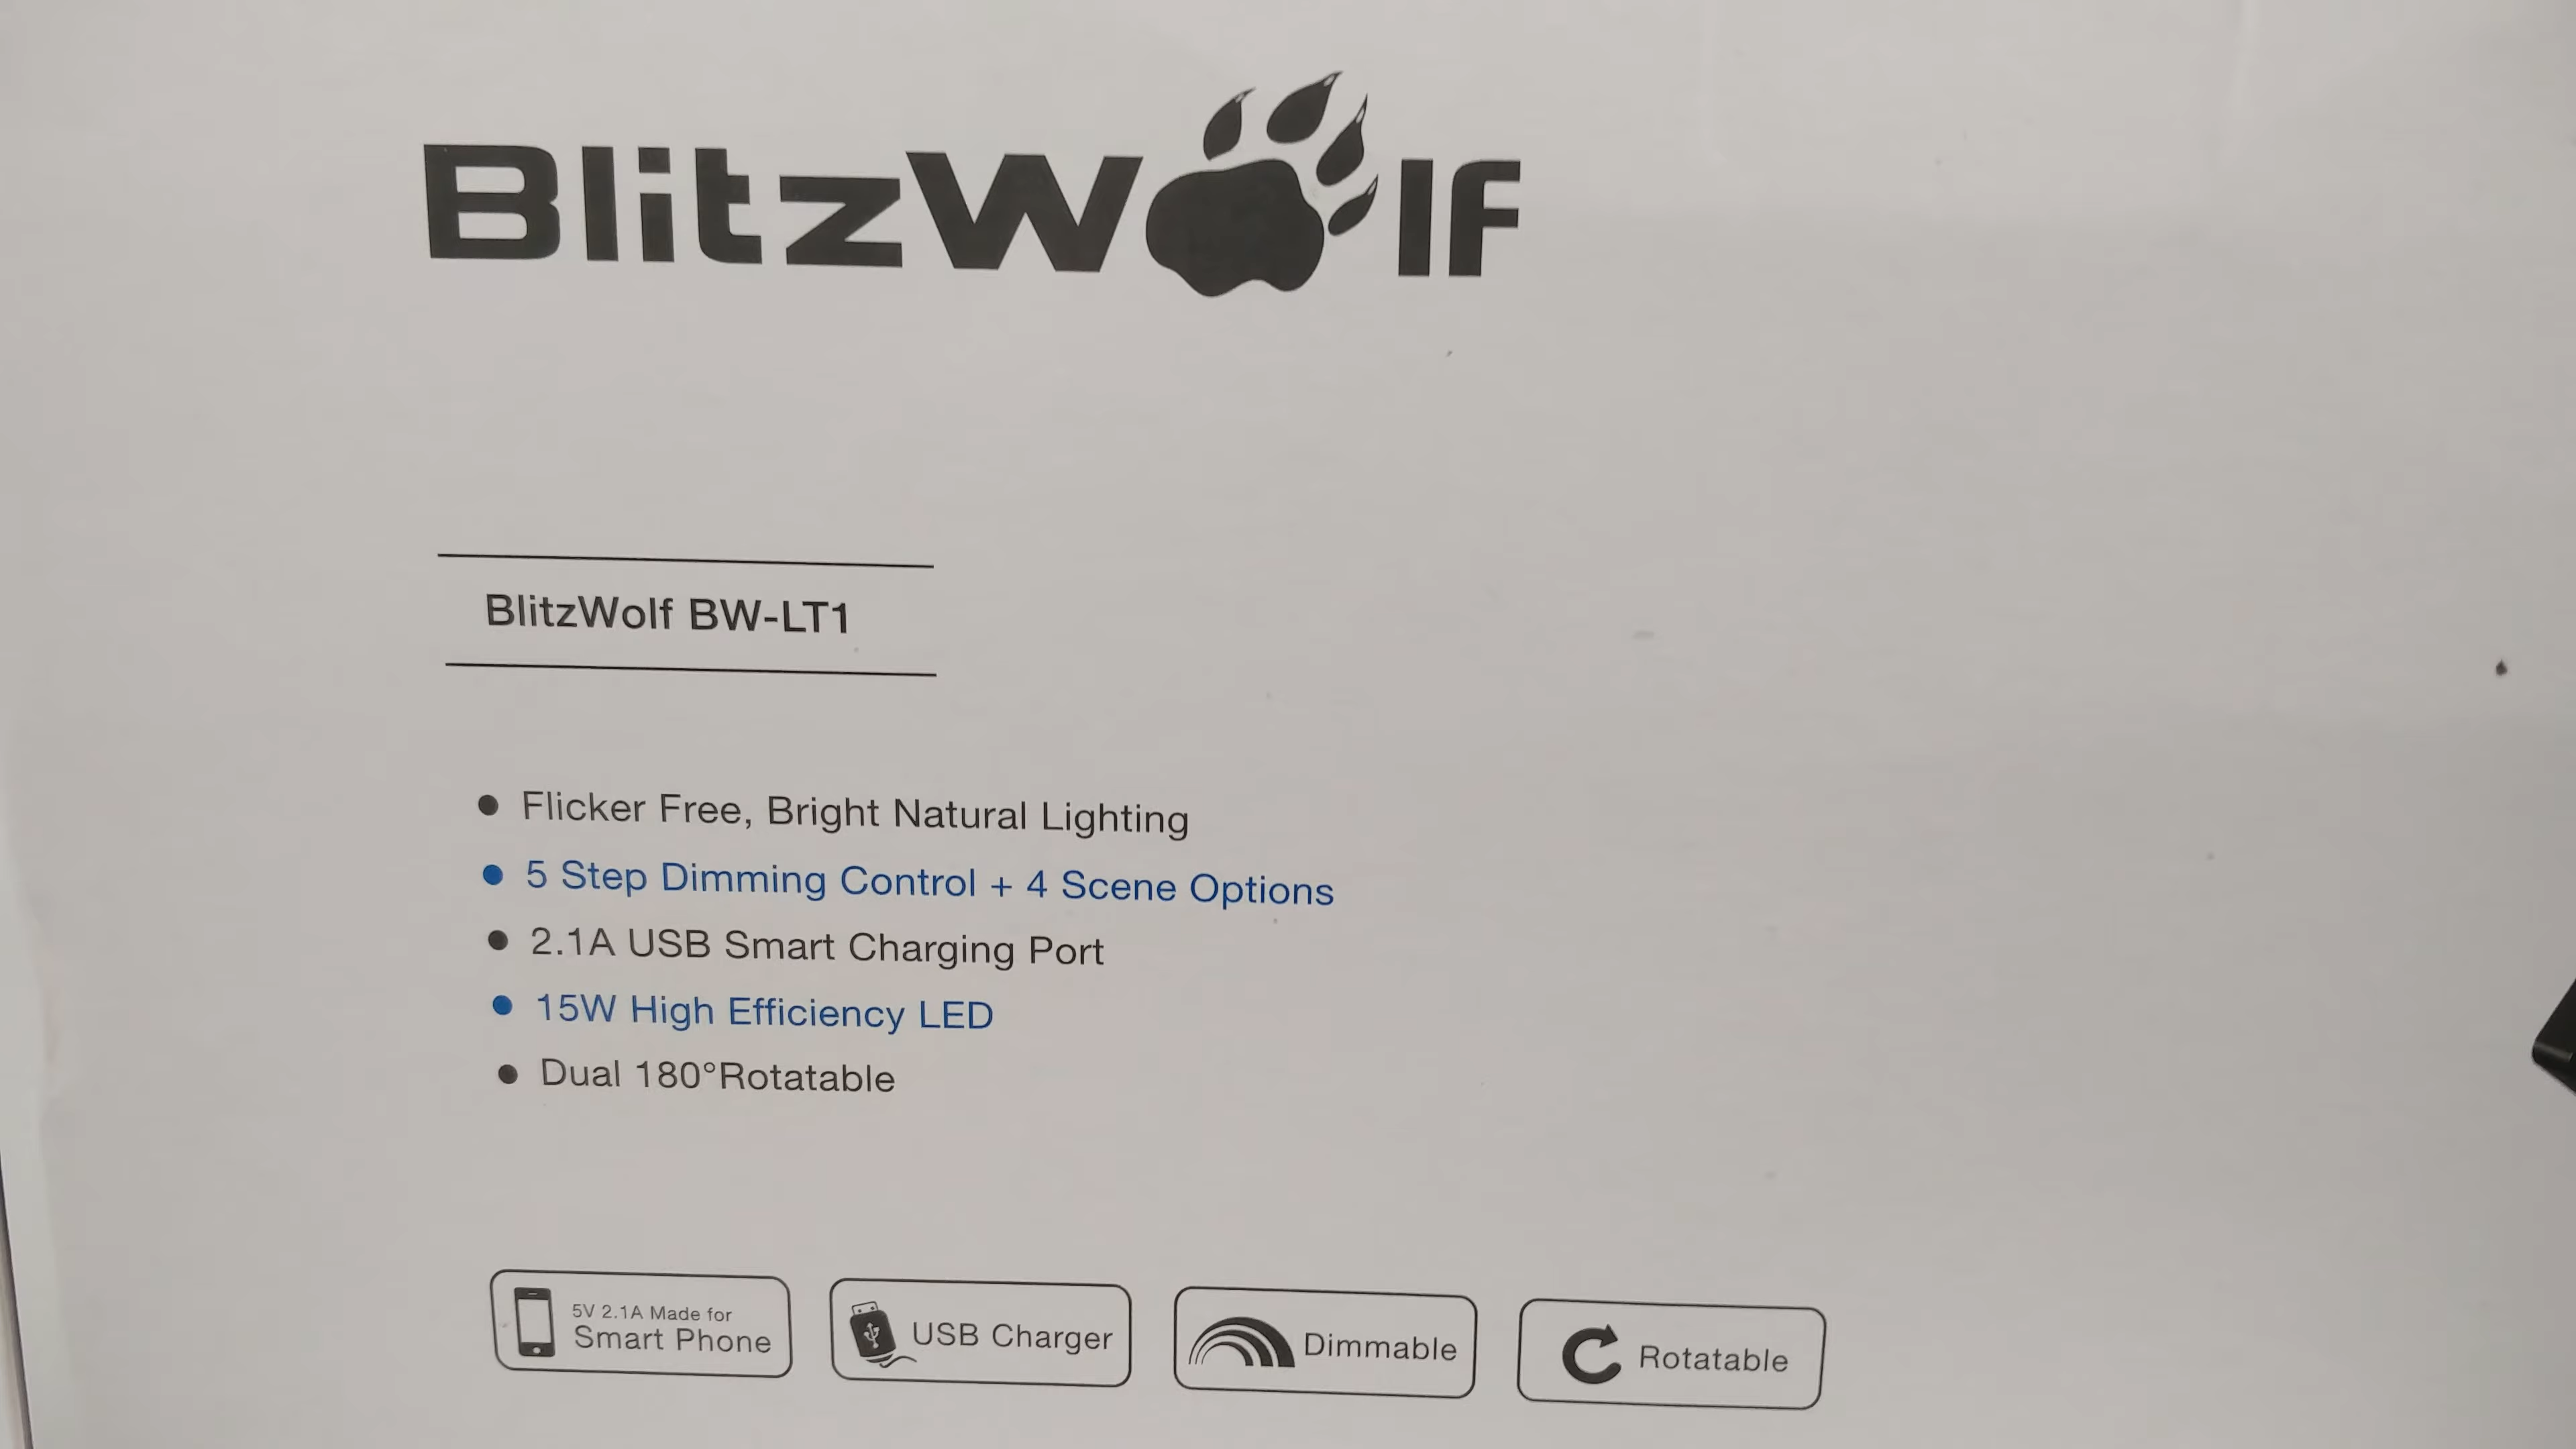 BlitzWolf
BlitzWolf BW-LT1
● Flicker Free, Bright Natural Lighting
● 5 Step Dimming Control + 4 Scene Options
● 2.1A USB Smart Charging Port
● 15W High Efficiency LED
● Dual 180°Rotatable
5V 2.1A Made for
Smart Phone
USB Charger
Dimmable
Rotatable